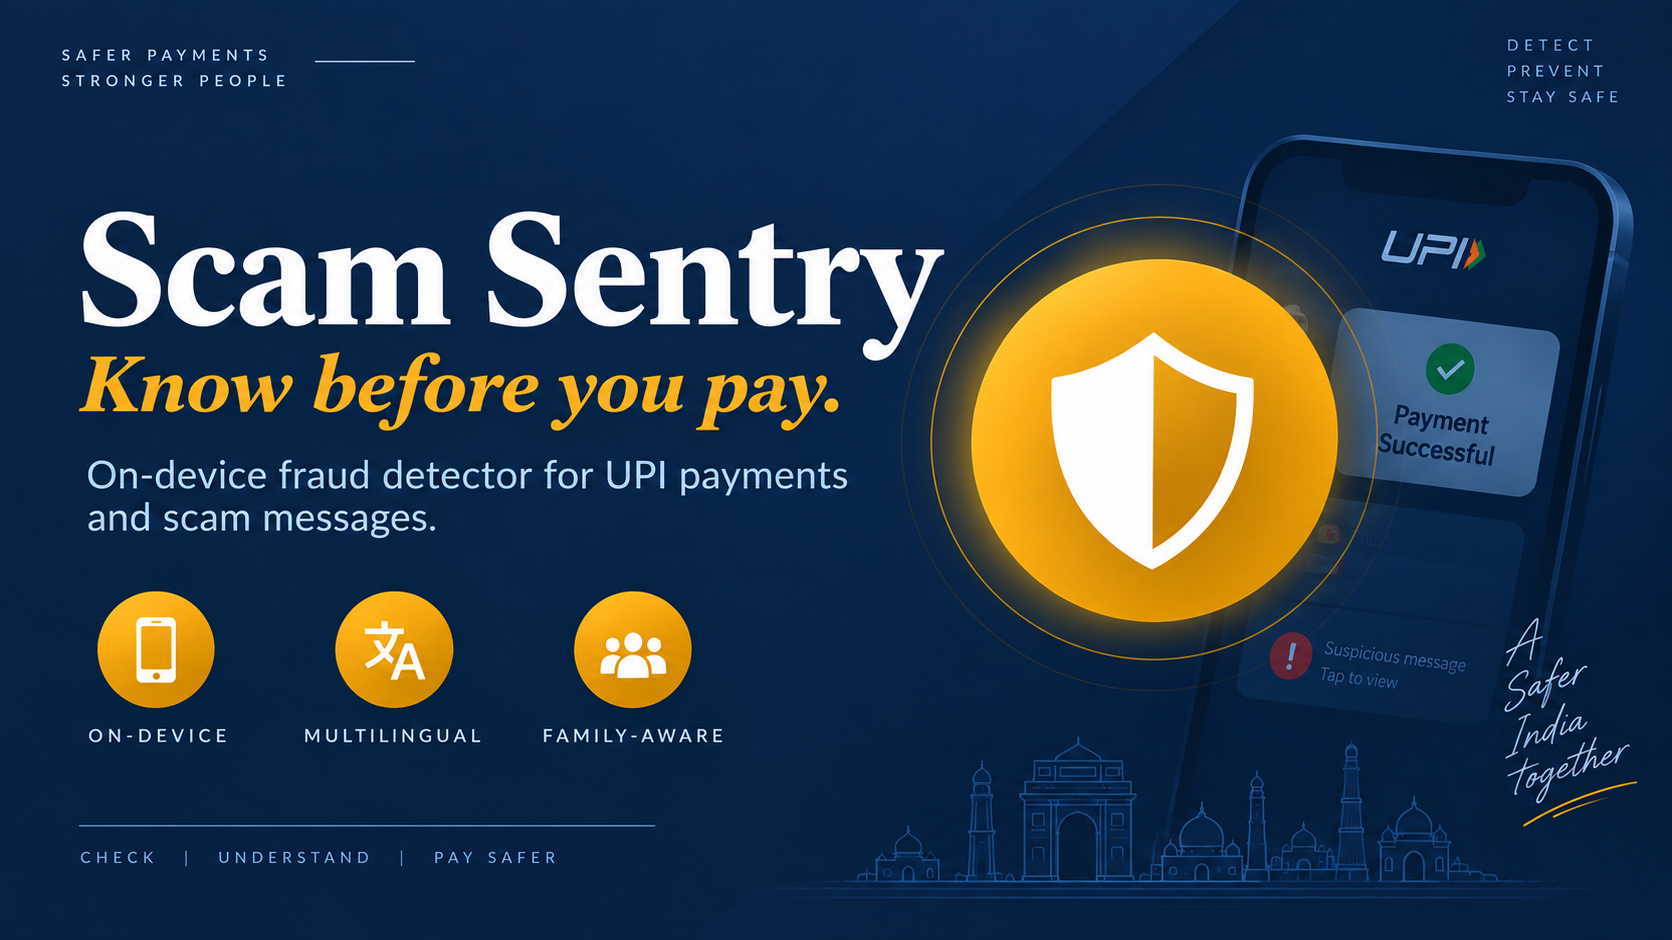 SAFER PAYMENTS
STRONGER PEOPLE
DETECT
PREVENT
STAY SAFE
Scam Sentry
Know before you pay.
On-device fraud detector for UPI payments
and scam messages.
ON-DEVICE
MULTILINGUAL
FAMILY-AWARE
CHECK | UNDERSTAND | PAY SAFER
UPI
Payment
Successful
Suspicious message
Tap to view
A
Safer
India
together